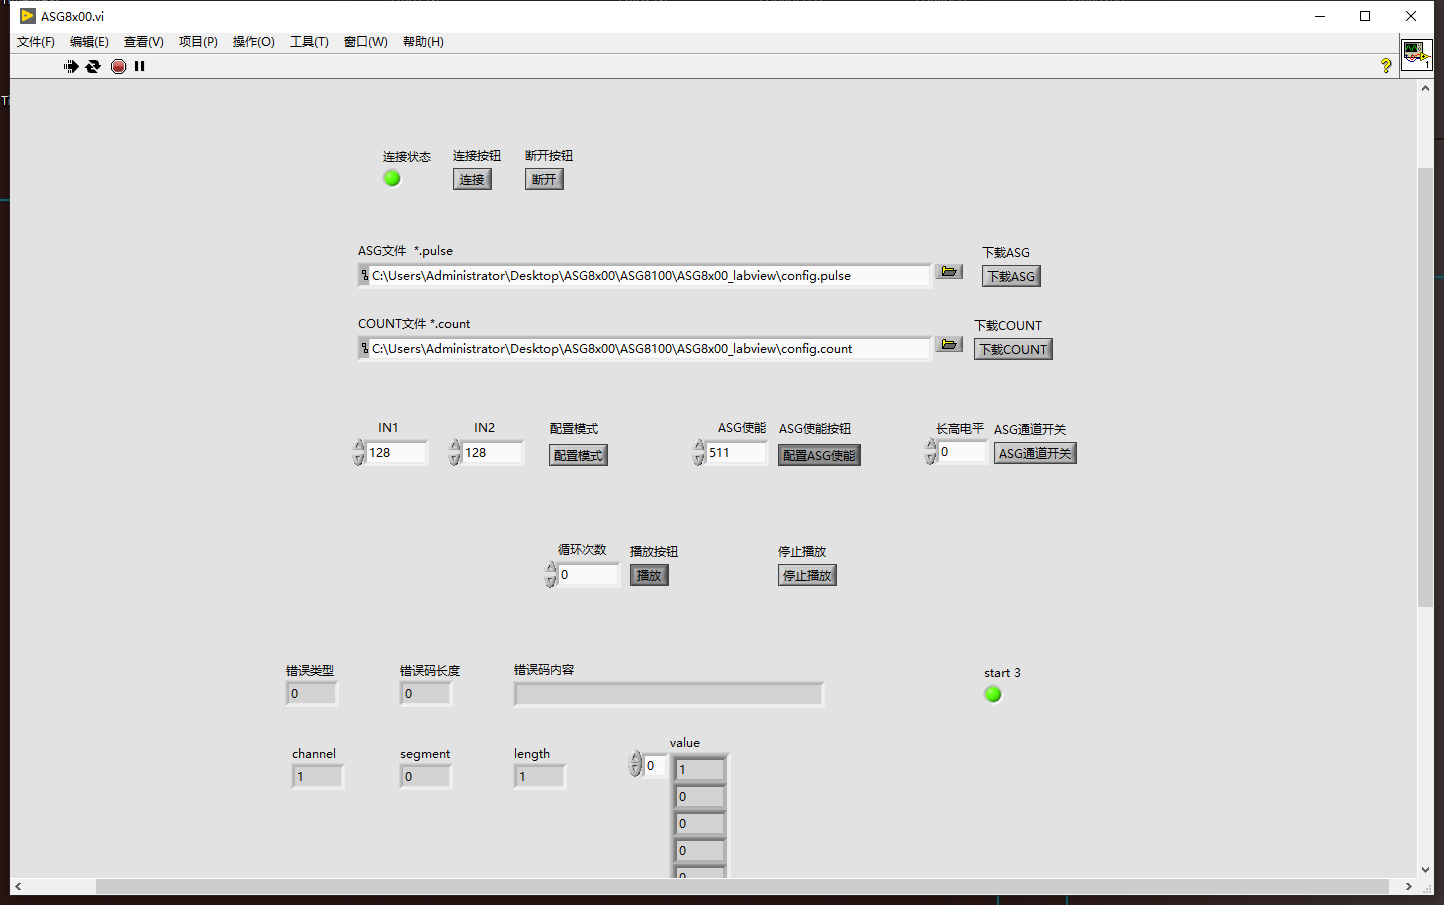 ASG8x00.vi
文件(F) 编辑(E) 查看(V) 项目(P) 操作(O) 工具(T) 窗口(W) 帮助(H)
?
1
连接状态 连接按钮 断开按钮
连接 断开
ASG文件 *.pulse 下载ASG
C:\Users\Administrator\Desktop\ASG8x00\ASG8100\ASG8x00_labview\config.pulse 下载ASG
COUNT文件 *.count 下载COUNT
C:\Users\Administrator\Desktop\ASG8x00\ASG8100\ASG8x00_labview\config.count 下载COUNT
IN1 IN2 配置模式 ASG使能 ASG使能按钮 长高电平 ASG通道开关
128 128 配置模式 511 配置ASG使能 0 ASG通道开关
循环次数 播放按钮 停止播放
0 播放 停止播放
错误类型 错误码长度 错误码内容 start 3
0 0
channel segment length value
1 0 1 0 1
0
0
0
0